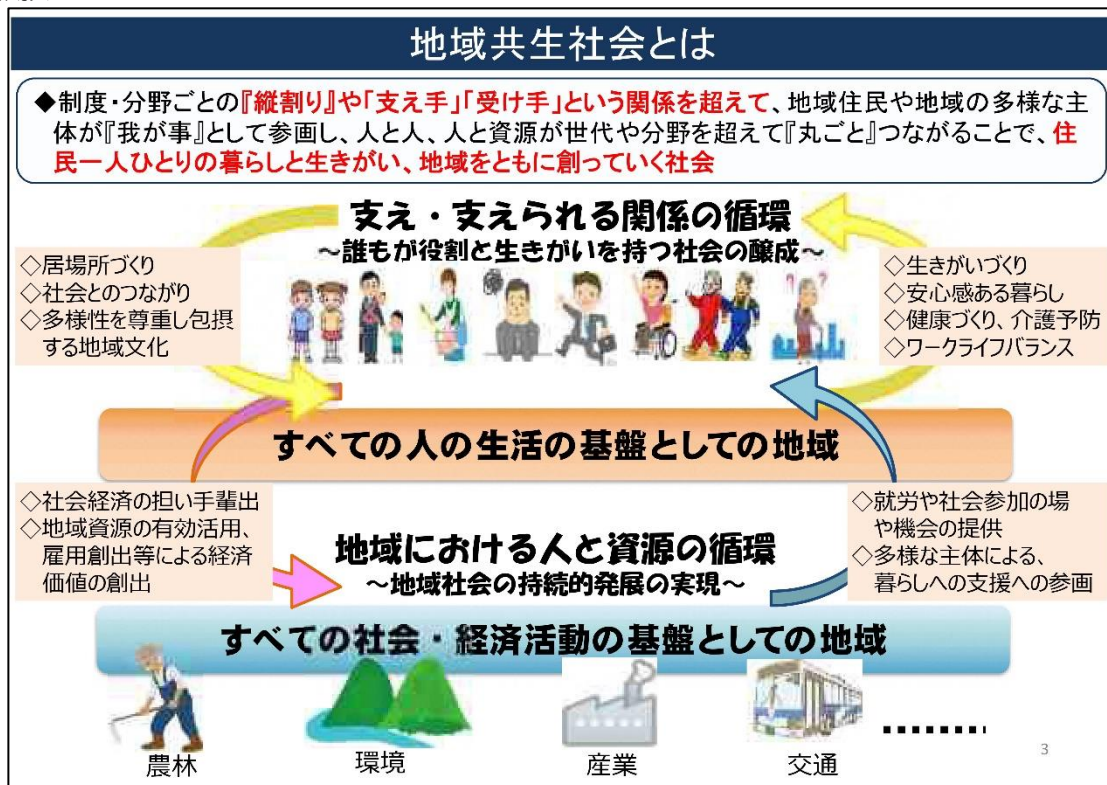 地域共生社会とは
◆制度・分野ごとの『縦割り』や「支え手」「受け手」という関係を超えて、地域住民や地域の多様な主
体が『我が事』として参画し、人と人、人と資源が世代や分野を超えて『丸ごと』つながることで、住
民一人ひとりの暮らしと生きがい、地域をともに創っていく社会
支え・支えられる関係の循環
~誰もが役割と生きがいを持つ社会の醸成~
◇居場所づくり
◇社会とのつながり
◇多様性を尊重し包摂
する地域文化
◇生きがいづくり
◇安心感ある暮らし
◇健康づくり、介護予防
◇ワークライフバランス
すべての人の生活の基盤としての地域
◇社会経済の担い手輩出
◇地域資源の有効活用、
雇用創出等による経済
価値の創出
地域における人と資源の循環
~地域社会の持続的発展の実現~
◇就労や社会参加の場
や機会の提供
◇多様な主体による、
暮らしへの支援への参画
すべての社会・経済活動の基盤としての地域
農林
環境
産業
交通
………
3